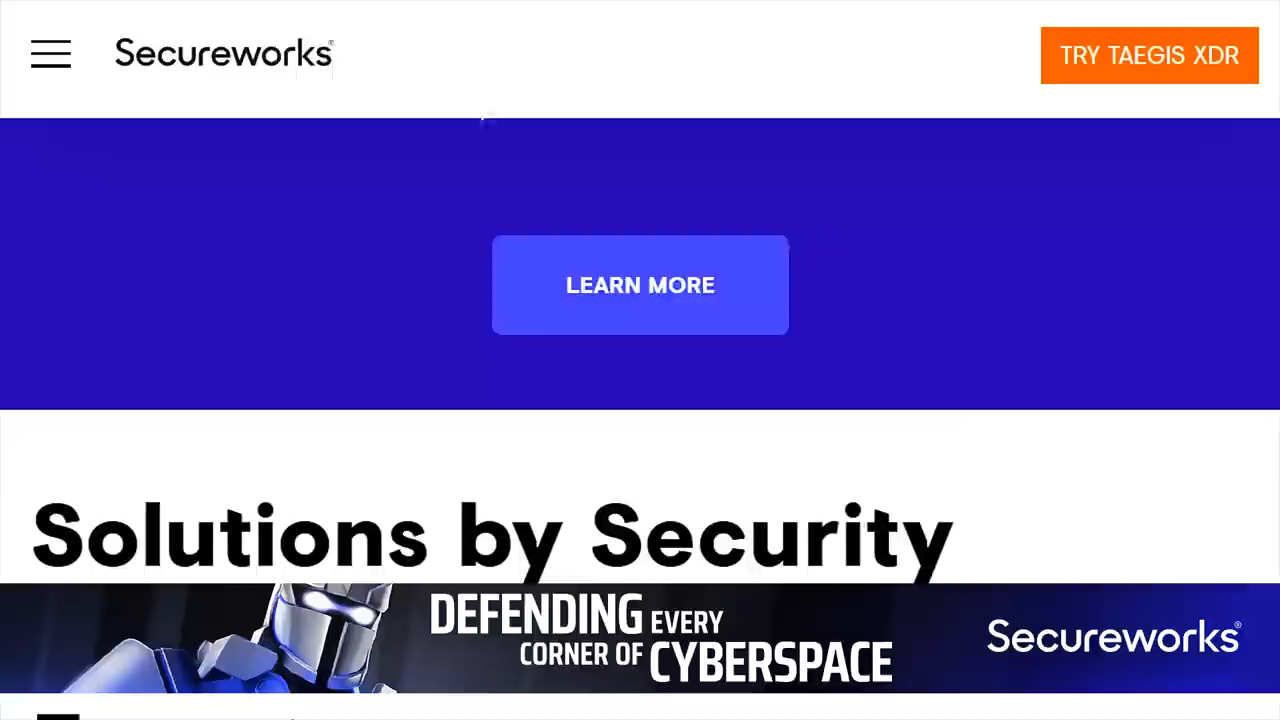 Secureworks®
TRY TAEGIS XDR
LEARN MORE
Solutions by Security
DEFENDING EVERY
CORNER OF CYBERSPACE
Secureworks®